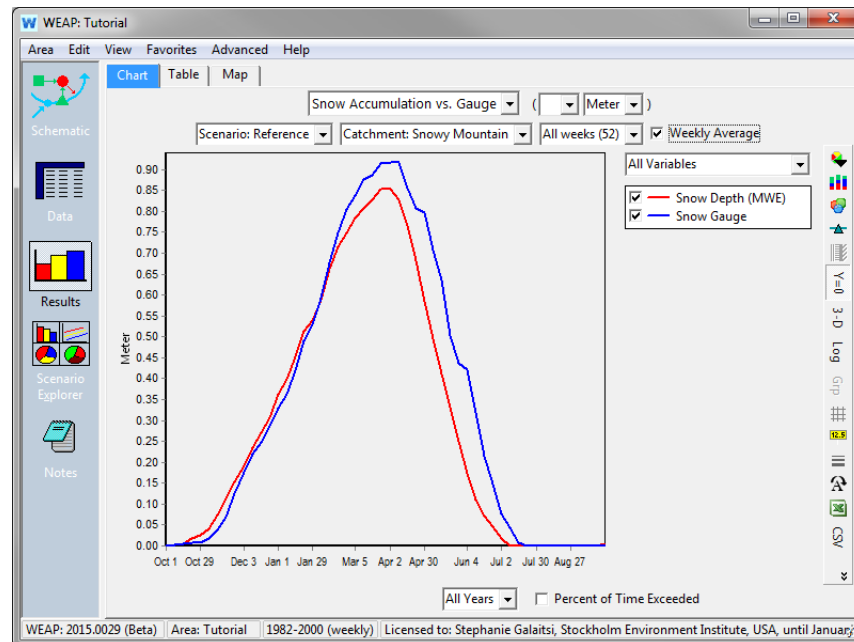 WEAP: Tutorial
Area Edit View Favorites Advanced Help
Chart Table Map
Snow Accumulation vs. Gauge ( Meter )
Scenario: Reference Catchment: Snowy Mountain All weeks (52) Weekly Average
All Variables
Snow Depth (MWE)
Snow Gauge
Schematic
Data
Results
Scenario
Explorer
Notes
Meter
0.90
0.85
0.80
0.75
0.70
0.65
0.60
0.55
0.50
0.45
0.40
0.35
0.30
0.25
0.20
0.15
0.10
0.05
0.00
Oct 1 Oct 29 Dec 3 Jan 1 Jan 29 Mar 5 Apr 2 Apr 30 Jun 4 Jul 2 Jul 30 Aug 27
Y=0
3-D
Log
Grp
12.5
A
CSV
All Years Percent of Time Exceeded
WEAP: 2015.0029 (Beta) Area: Tutorial 1982-2000 (weekly) Licensed to: Stephanie Galaitsi, Stockholm Environment Institute, USA, until January